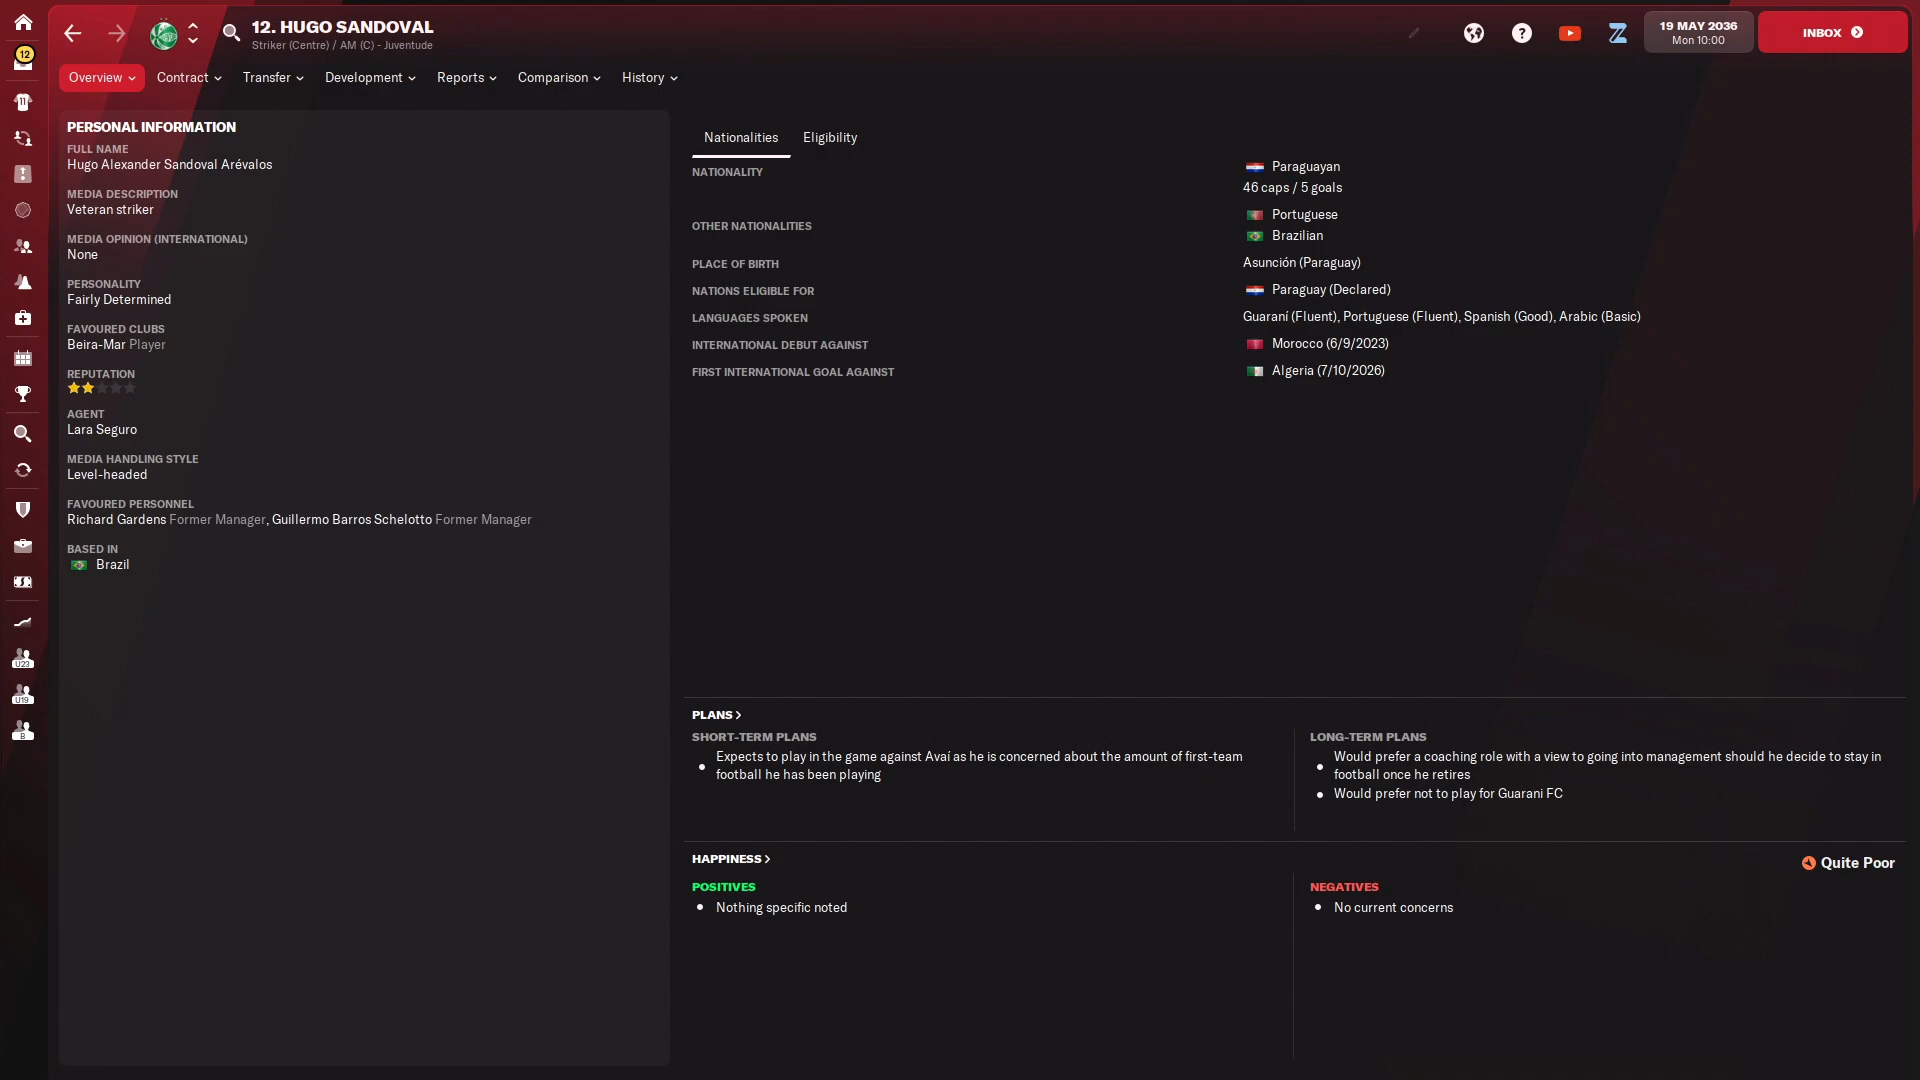 12. HUGO SANDOVAL
Striker (Centre) / AM (C) - Juventude
19 MAY 2036
Mon 10:00
INBOX
12
Overview
Contract
Transfer
Development
Reports
Comparison
History
11
U23
U19
B
PERSONAL INFORMATION
FULL NAME
Hugo Alexander Sandoval Arévalos
MEDIA DESCRIPTION
Veteran striker
MEDIA OPINION (INTERNATIONAL)
None
PERSONALITY
Fairly Determined
FAVOURED CLUBS
Beira-Mar Player
REPUTATION
AGENT
Lara Seguro
MEDIA HANDLING STYLE
Level-headed
FAVOURED PERSONNEL
Richard Gardens Former Manager, Guillermo Barros Schelotto Former Manager
BASED IN
Brazil
Nationalities
Eligibility
NATIONALITY
Paraguayan
46 caps / 5 goals
OTHER NATIONALITIES
Portuguese
Brazilian
PLACE OF BIRTH
Asunción (Paraguay)
NATIONS ELIGIBLE FOR
Paraguay (Declared)
LANGUAGES SPOKEN
Guaraní (Fluent), Portuguese (Fluent), Spanish (Good), Arabic (Basic)
INTERNATIONAL DEBUT AGAINST
Morocco (6/9/2023)
FIRST INTERNATIONAL GOAL AGAINST
Algeria (7/10/2026)
PLANS >
SHORT-TERM PLANS
Expects to play in the game against Avaí as he is concerned about the amount of first-team
football he has been playing
LONG-TERM PLANS
Would prefer a coaching role with a view to going into management should he decide to stay in
football once he retires
Would prefer not to play for Guarani FC
HAPPINESS >
Quite Poor
POSITIVES
Nothing specific noted
NEGATIVES
No current concerns